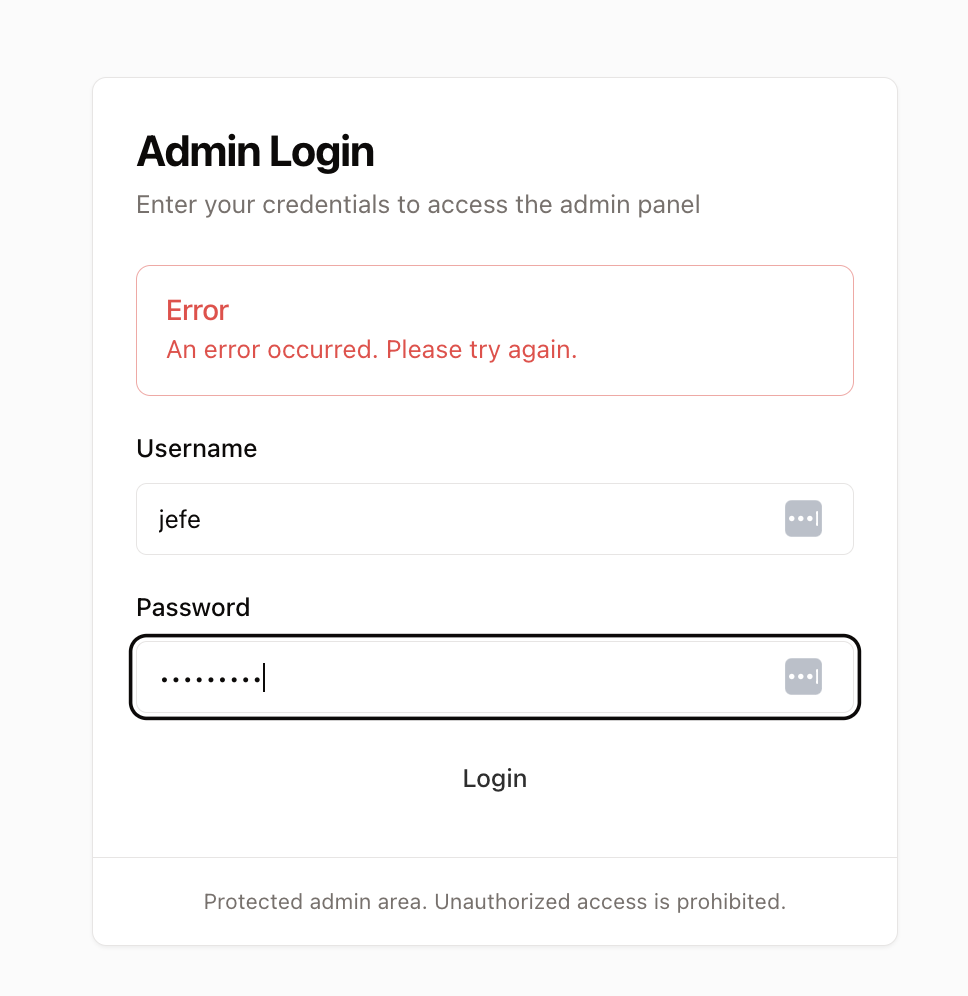 Admin Login
Enter your credentials to access the admin panel
Error
An error occurred. Please try again.
Username
jefe
Password
•••••••••
Login
Protected admin area. Unauthorized access is prohibited.